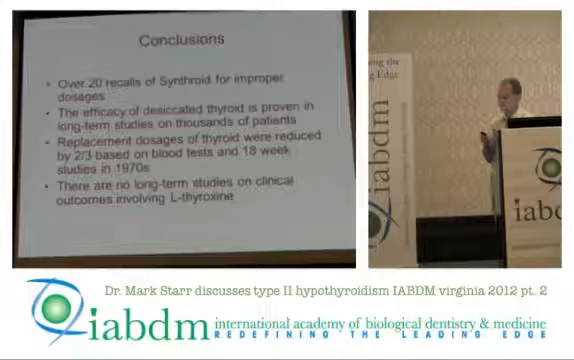 Conclusions
• Over 20 recalls of Synthroid for improper
dosages
• The efficacy of desiccated thyroid is proven in
long-term studies on thousands of patients
• Replacement dosages of thyroid were reduced
by 2/3 based on blood tests and 18 week
studies in 1970s
• There are no long-term studies on clinical
outcomes involving L-thyroxine
ng the
g Edge
iabdm
iabd
Dr. Mark Starr discusses type II hypothyroidism IABDM virginia 2012 pt. 2
iabdm international academy of biological dentistry & medicine
REDEFINING THE LEADING EDGE